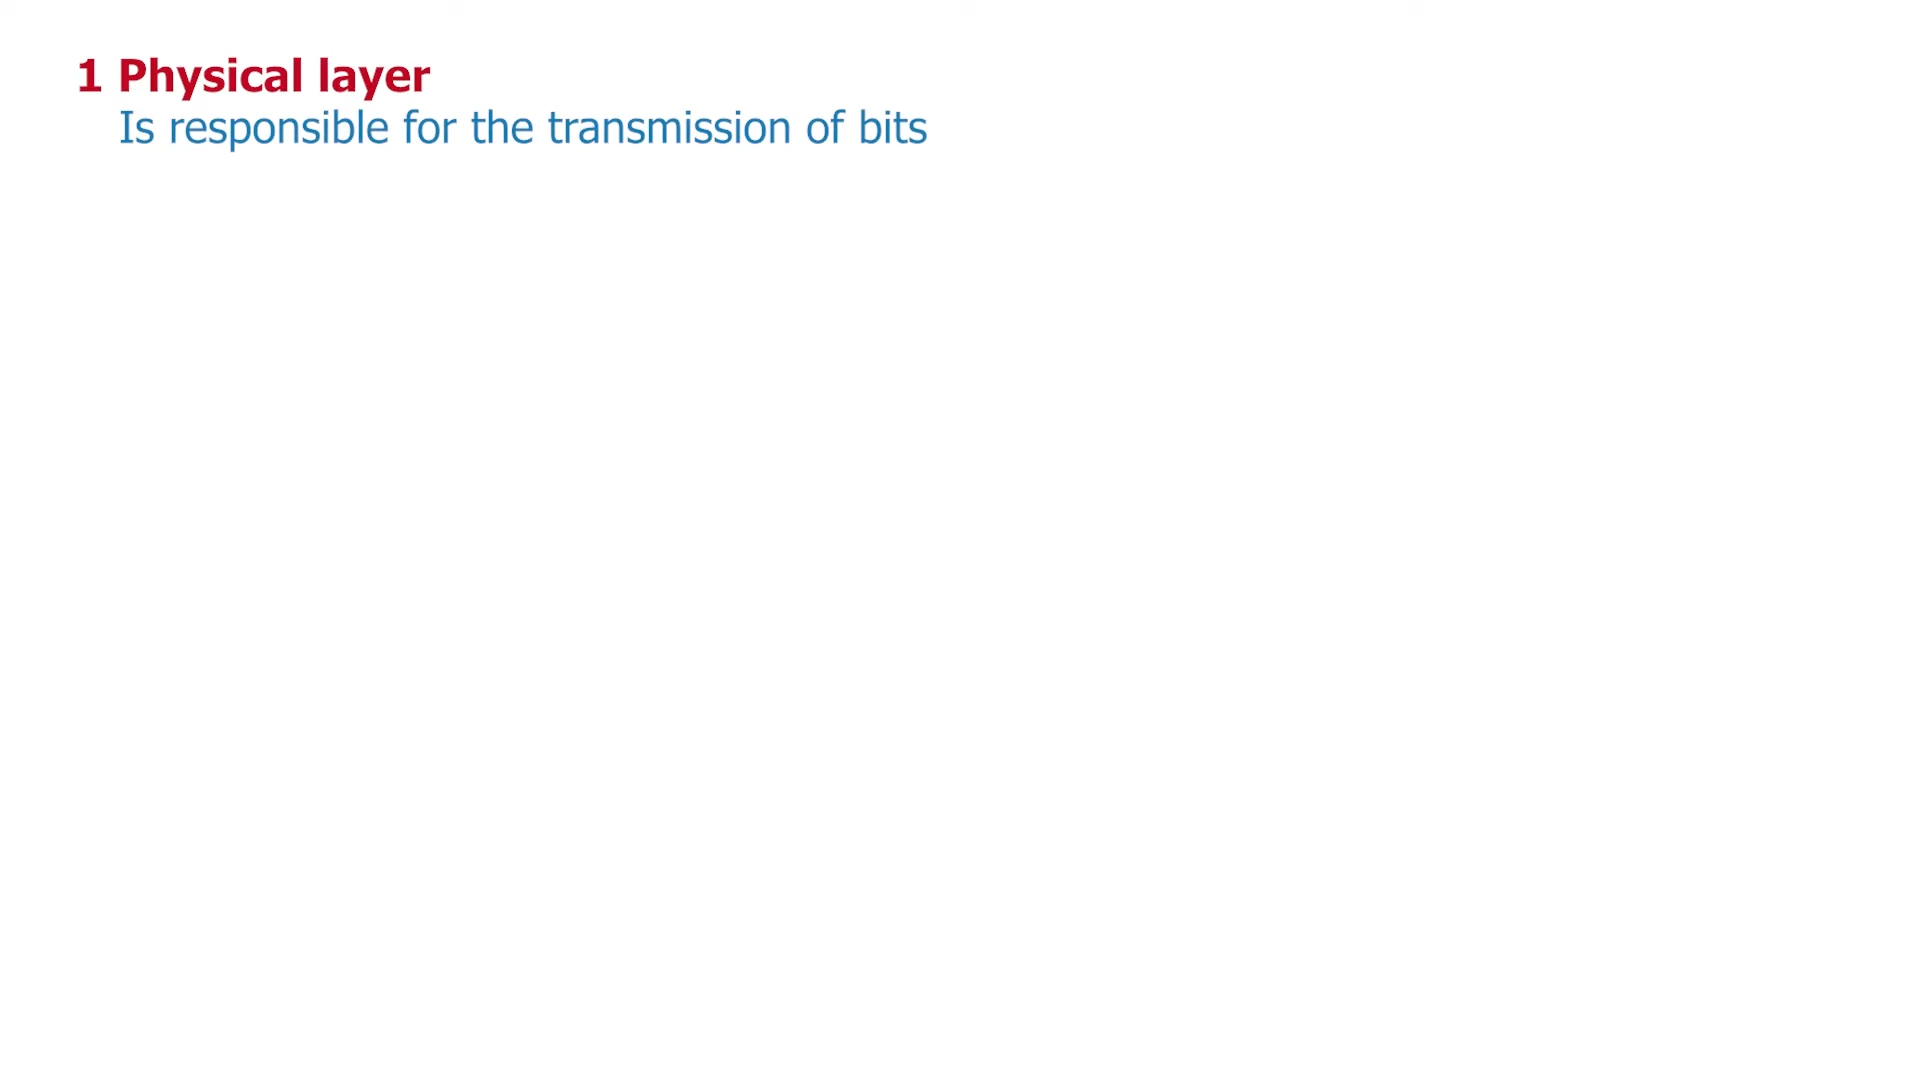 1 Physical layer
Is responsible for the transmission of bits